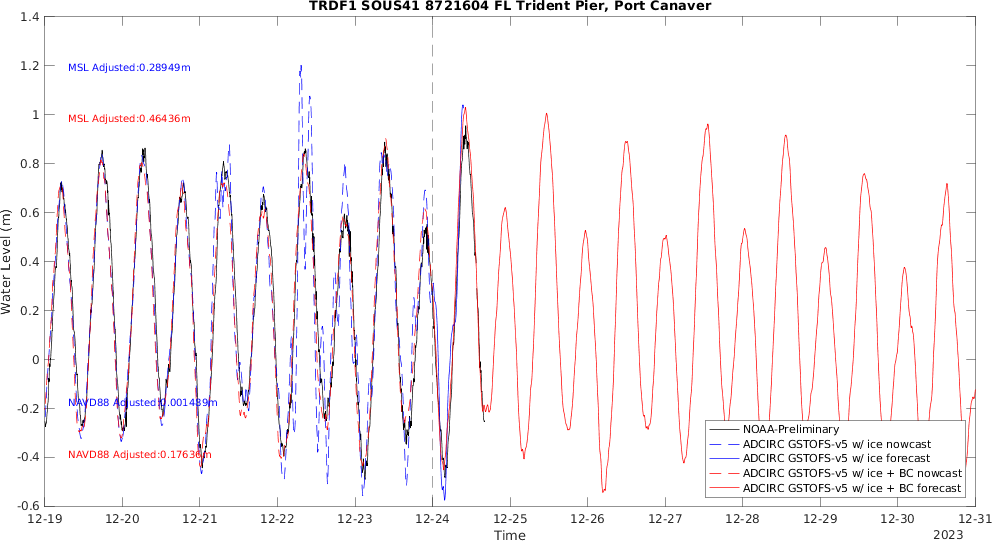 TRDF1 SOUS41 8721604 FL Trident Pier, Port Canaver
1.4
1.2
1
0.8
0.6
0.4
0.2
0
-0.2
-0.4
-0.6
Water Level (m)
MSL Adjusted:0.28949m
MSL Adjusted:0.46436m
NAVD88 Adjusted:0.001439m
NAVD88 Adjusted:0.17636m
NOAA-Preliminary
ADCIRC GSTOFS-v5 w/ ice nowcast
ADCIRC GSTOFS-v5 w/ ice forecast
ADCIRC GSTOFS-v5 w/ ice + BC nowcast
ADCIRC GSTOFS-v5 w/ ice + BC forecast
12-19 12-20 12-21 12-22 12-23 12-24 12-25 12-26 12-27 12-28 12-29 12-30 12-31
Time
2023